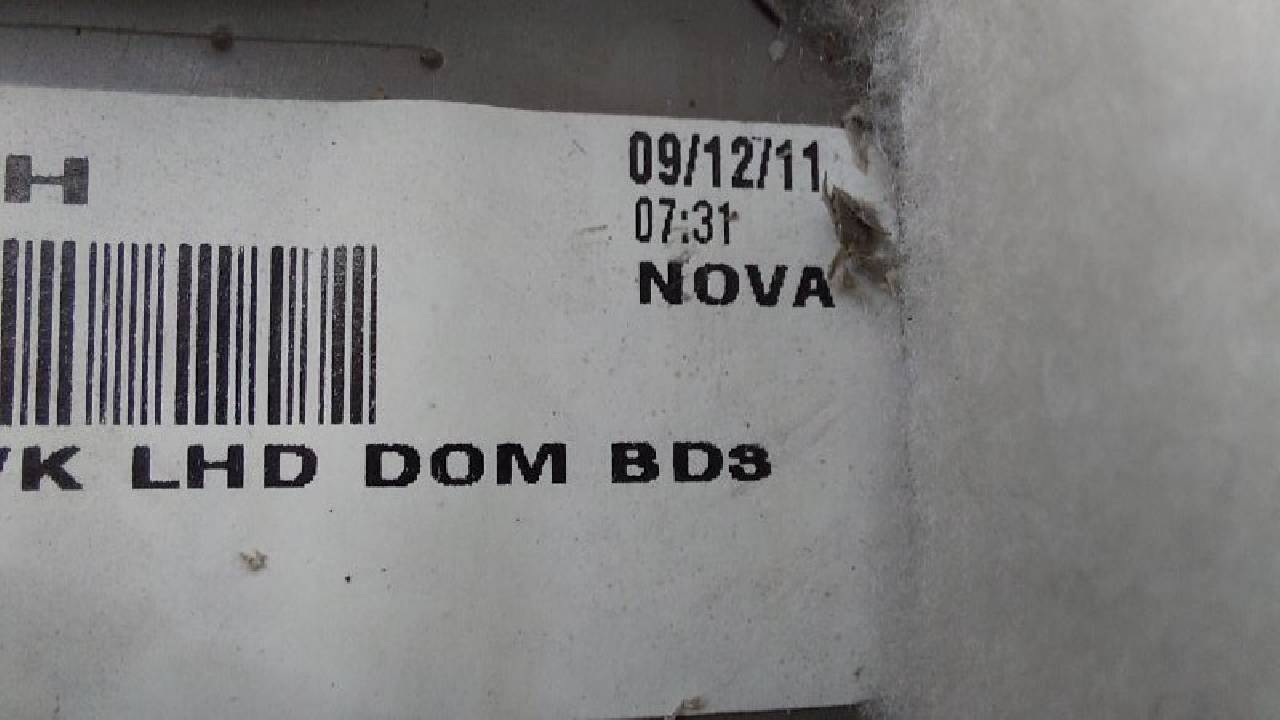 H
09/12/11
07:31
NOVA
K LHD DOM BD3